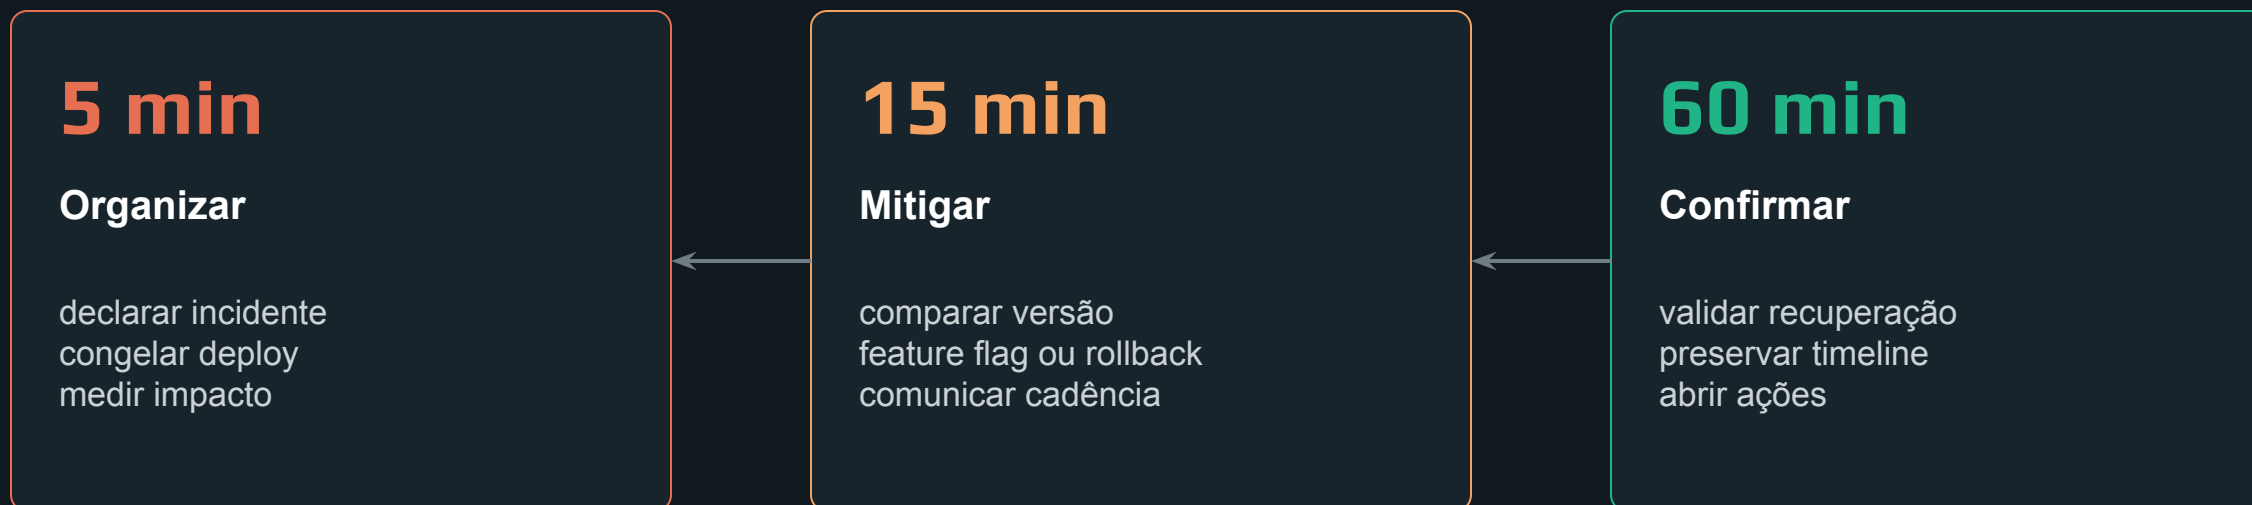 5 min
Organizar
declarar incidente
congelar deploy
medir impacto
15 min
Mitigar
comparar versão
feature flag ou rollback
comunicar cadência
60 min
Confirmar
validar recuperação
preservar timeline
abrir ações